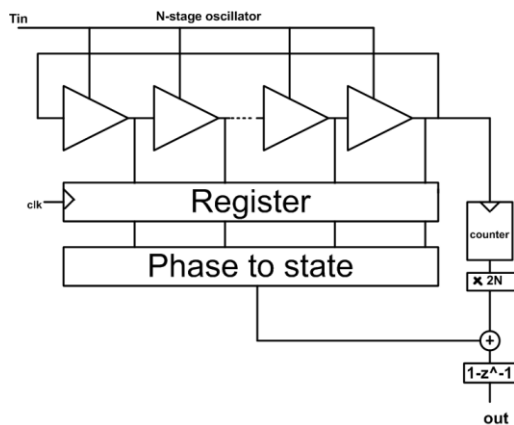 Tin
N-stage oscillator
clk
Register
Phase to state
counter
× 2N
+
1-z^-1
out